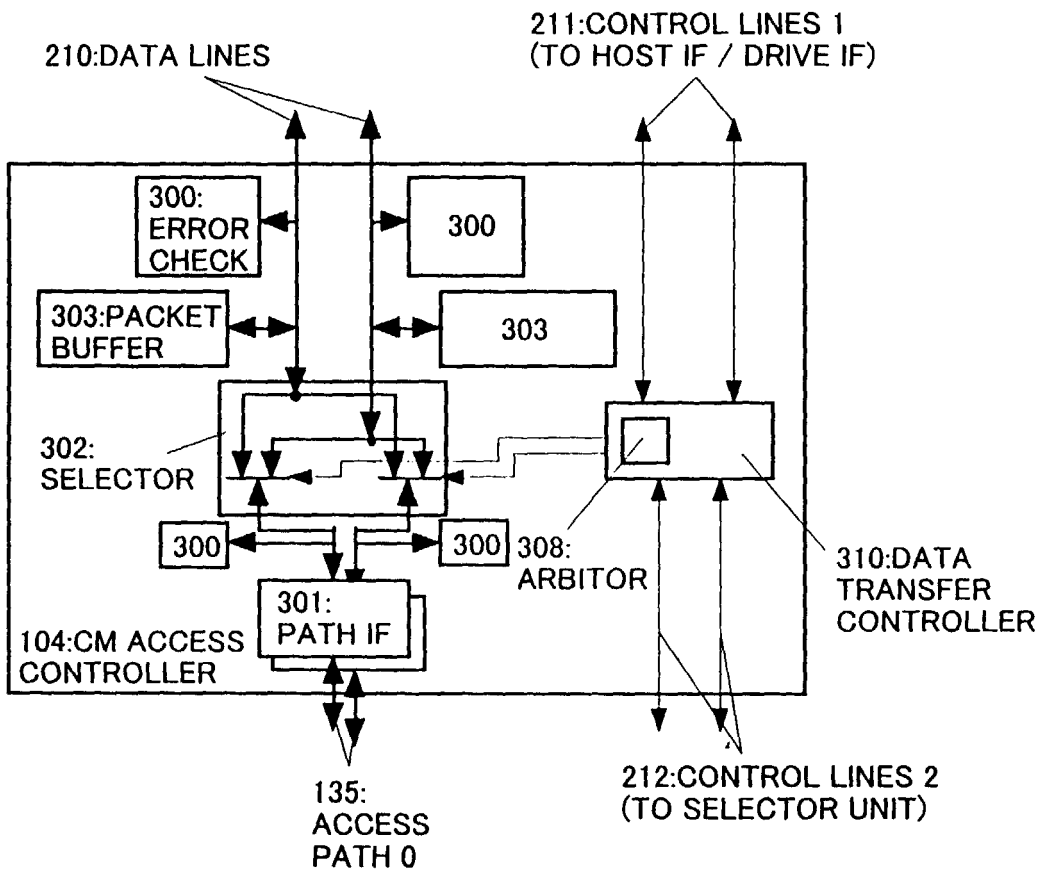 210:DATA LINES
211:CONTROL LINES 1
(TO HOST IF / DRIVE IF)
300:
ERROR
CHECK
300
303:PACKET
BUFFER
303
302:
SELECTOR
300
300
308:
ARBITOR
310:DATA
TRANSFER
CONTROLLER
301:
PATH IF
104:CM ACCESS
CONTROLLER
135:
ACCESS
PATH 0
212:CONTROL LINES 2
(TO SELECTOR UNIT)